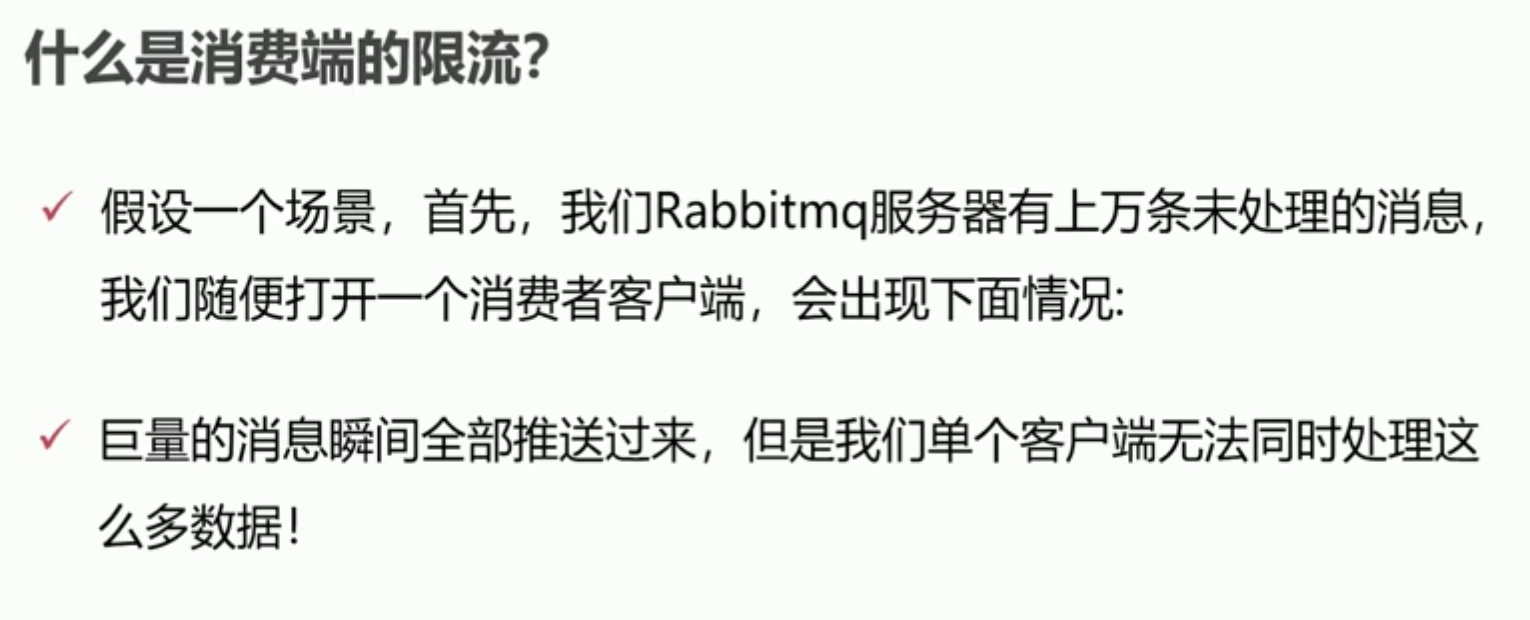 什么是消费端的限流？
假设一个场景，首先，我们Rabbitmq服务器有上万条未处理的消息，
我们随便打开一个消费者客户端，会出现下面情况:
巨量的消息瞬间全部推送过来，但是我们单个客户端无法同时处理这
么多数据！